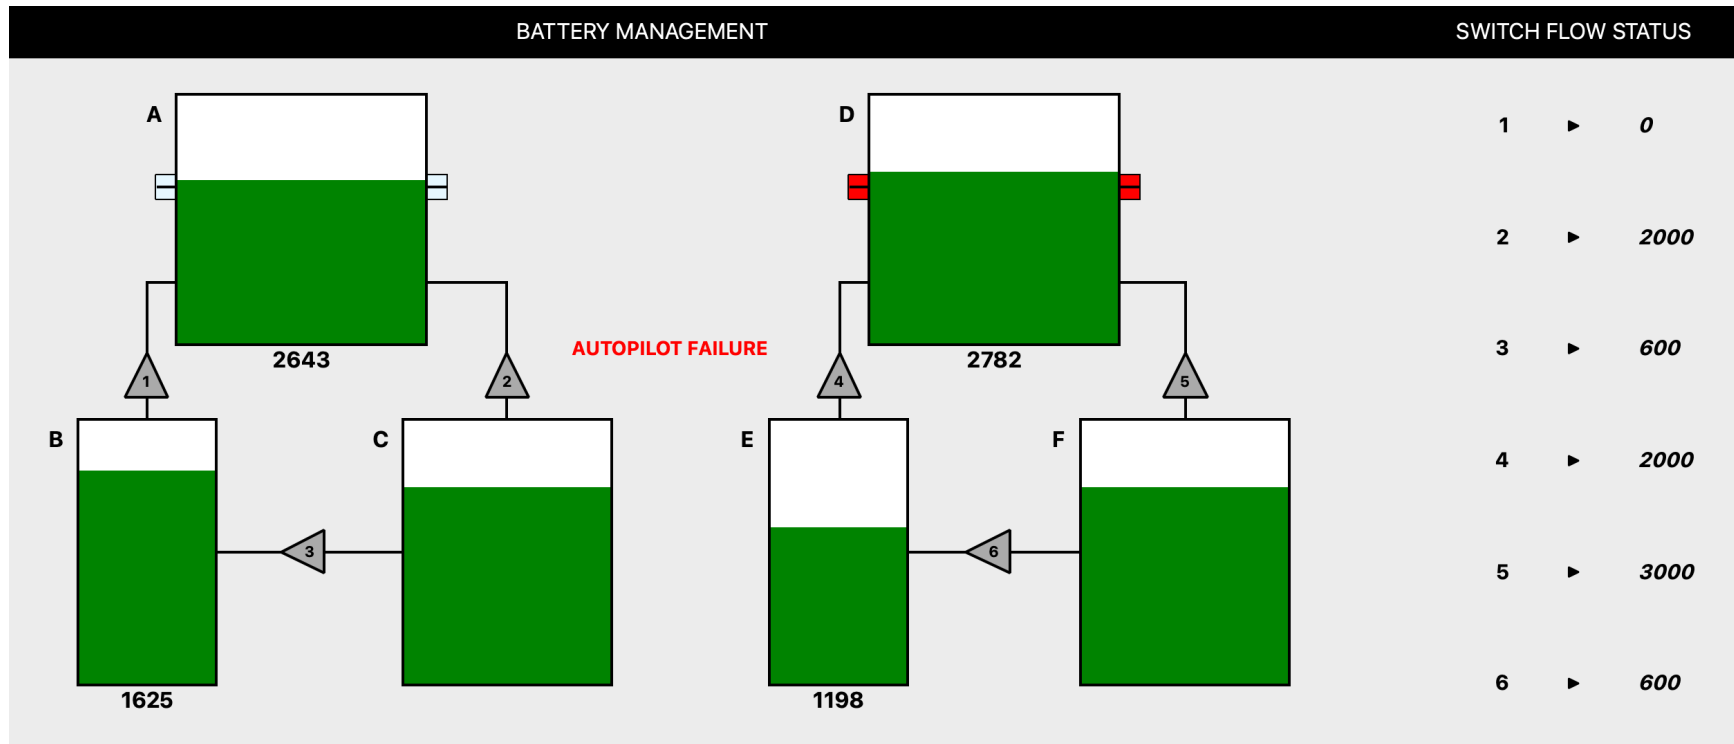 BATTERY MANAGEMENT
SWITCH FLOW STATUS
A
D
1 ► 0
2 ► 2000
3 ► 600
4 ► 2000
5 ► 3000
6 ► 600
2643
AUTOPILOT FAILURE
2782
1
2
4
5
B
C
E
F
3
6
1625
1198